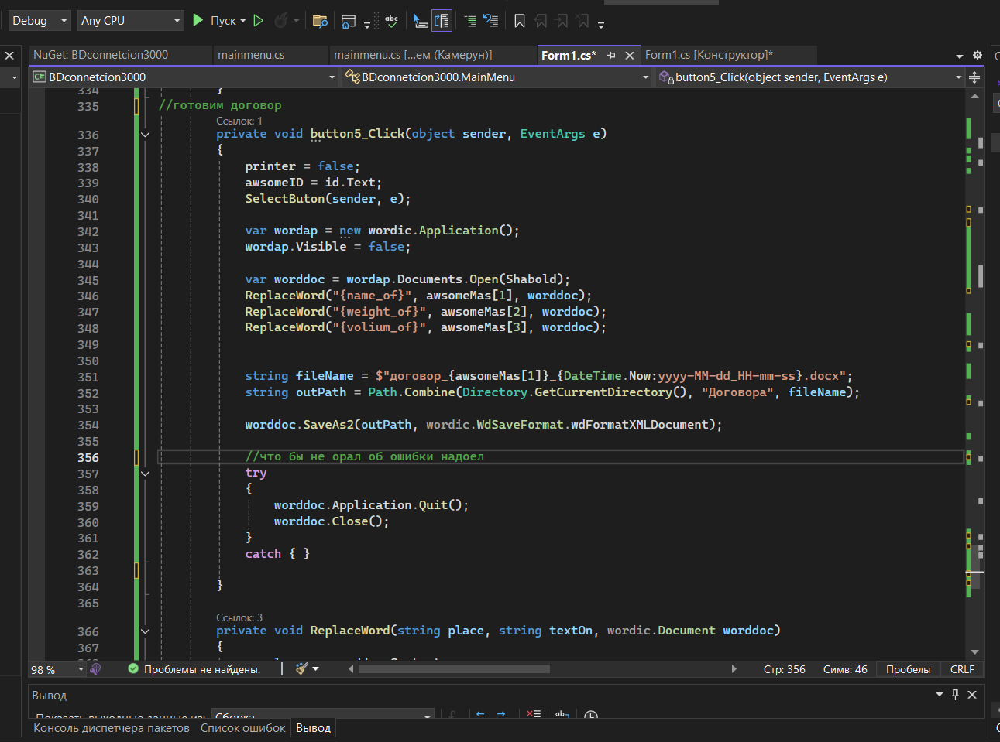 Debug
Any CPU
Пуск
abc
NuGet: BDconnetcion3000
mainmenu.cs
mainmenu.cs [...ем (Камерун)]
Form1.cs*
Form1.cs [Конструктор]*
C# BDconnetcion3000
BDconnetcion3000.MainMenu
button5_Click(object sender, EventArgs e)
334 }
335 //готовим договор
Ссылок: 1
336 private void button5_Click(object sender, EventArgs e)
337 {
338 printer = false;
339 awsomeID = id.Text;
340 SelectButon(sender, e);
341
342 var wordap = new wordic.Application();
343 wordap.Visible = false;
344
345 var worddoc = wordap.Documents.Open(Shabold);
346 ReplaceWord("{name_of}", awsomeMas[1], worddoc);
347 ReplaceWord("{weight_of}", awsomeMas[2], worddoc);
348 ReplaceWord("{volium_of}", awsomeMas[3], worddoc);
349
350
351 string fileName = $"договор_{awsomeMas[1]}_{DateTime.Now:yyyy-MM-dd_HH-mm-ss}.docx";
352 string outPath = Path.Combine(Directory.GetCurrentDirectory(), "Договора", fileName);
353
354 worddoc.SaveAs2(outPath, wordic.WdSaveFormat.wdFormatXMLDocument);
355
356 //что бы не орал об ошибки надоел
357 try
358 {
359 worddoc.Application.Quit();
360 worddoc.Close();
361 }
362 catch { }
363
364 }
365
Ссылок: 3
366 private void ReplaceWord(string place, string textOn, wordic.Document worddoc)
367 {
98 %
Проблемы не найдены.
Стр: 356
Симв: 46
Пробелы
CRLF
Вывод
Показать выходные данные из:
Сборка
ab
Консоль диспетчера пакетов
Список ошибок
Вывод